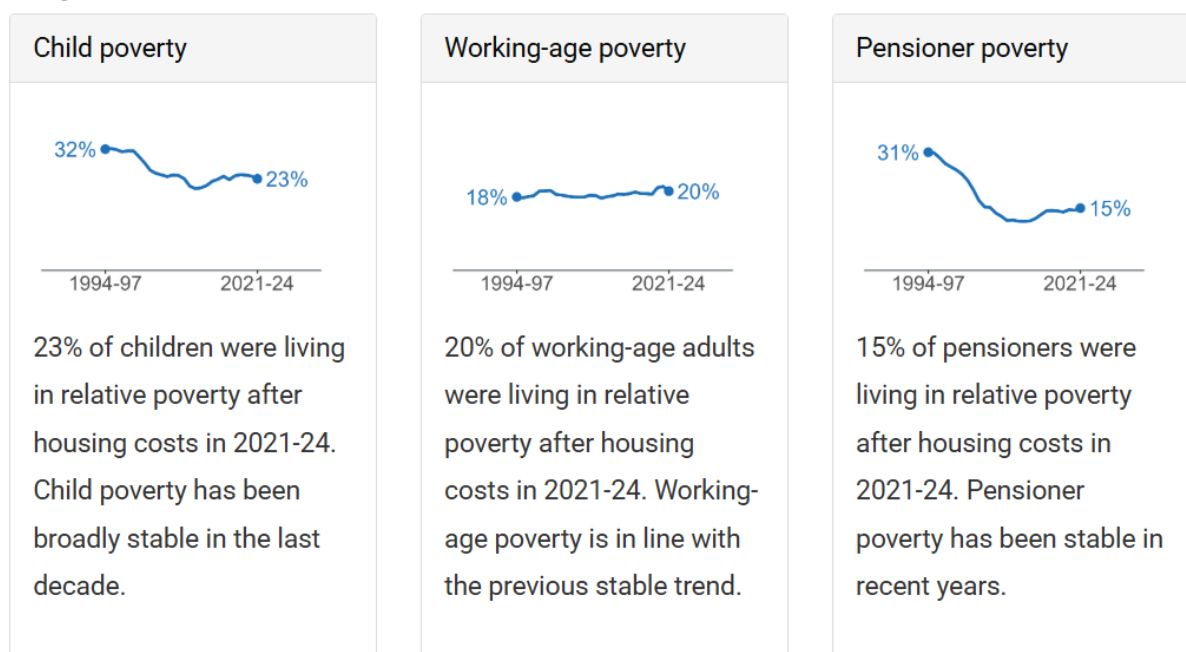 Child poverty
32%
23%
1994-97
2021-24
23% of children were living
in relative poverty after
housing costs in 2021-24.
Child poverty has been
broadly stable in the last
decade.
Working-age poverty
18%
20%
1994-97
2021-24
20% of working-age adults
were living in relative
poverty after housing
costs in 2021-24. Working-
age poverty is in line with
the previous stable trend.
Pensioner poverty
31%
15%
1994-97
2021-24
15% of pensioners were
living in relative poverty
after housing costs in
2021-24. Pensioner
poverty has been stable in
recent years.